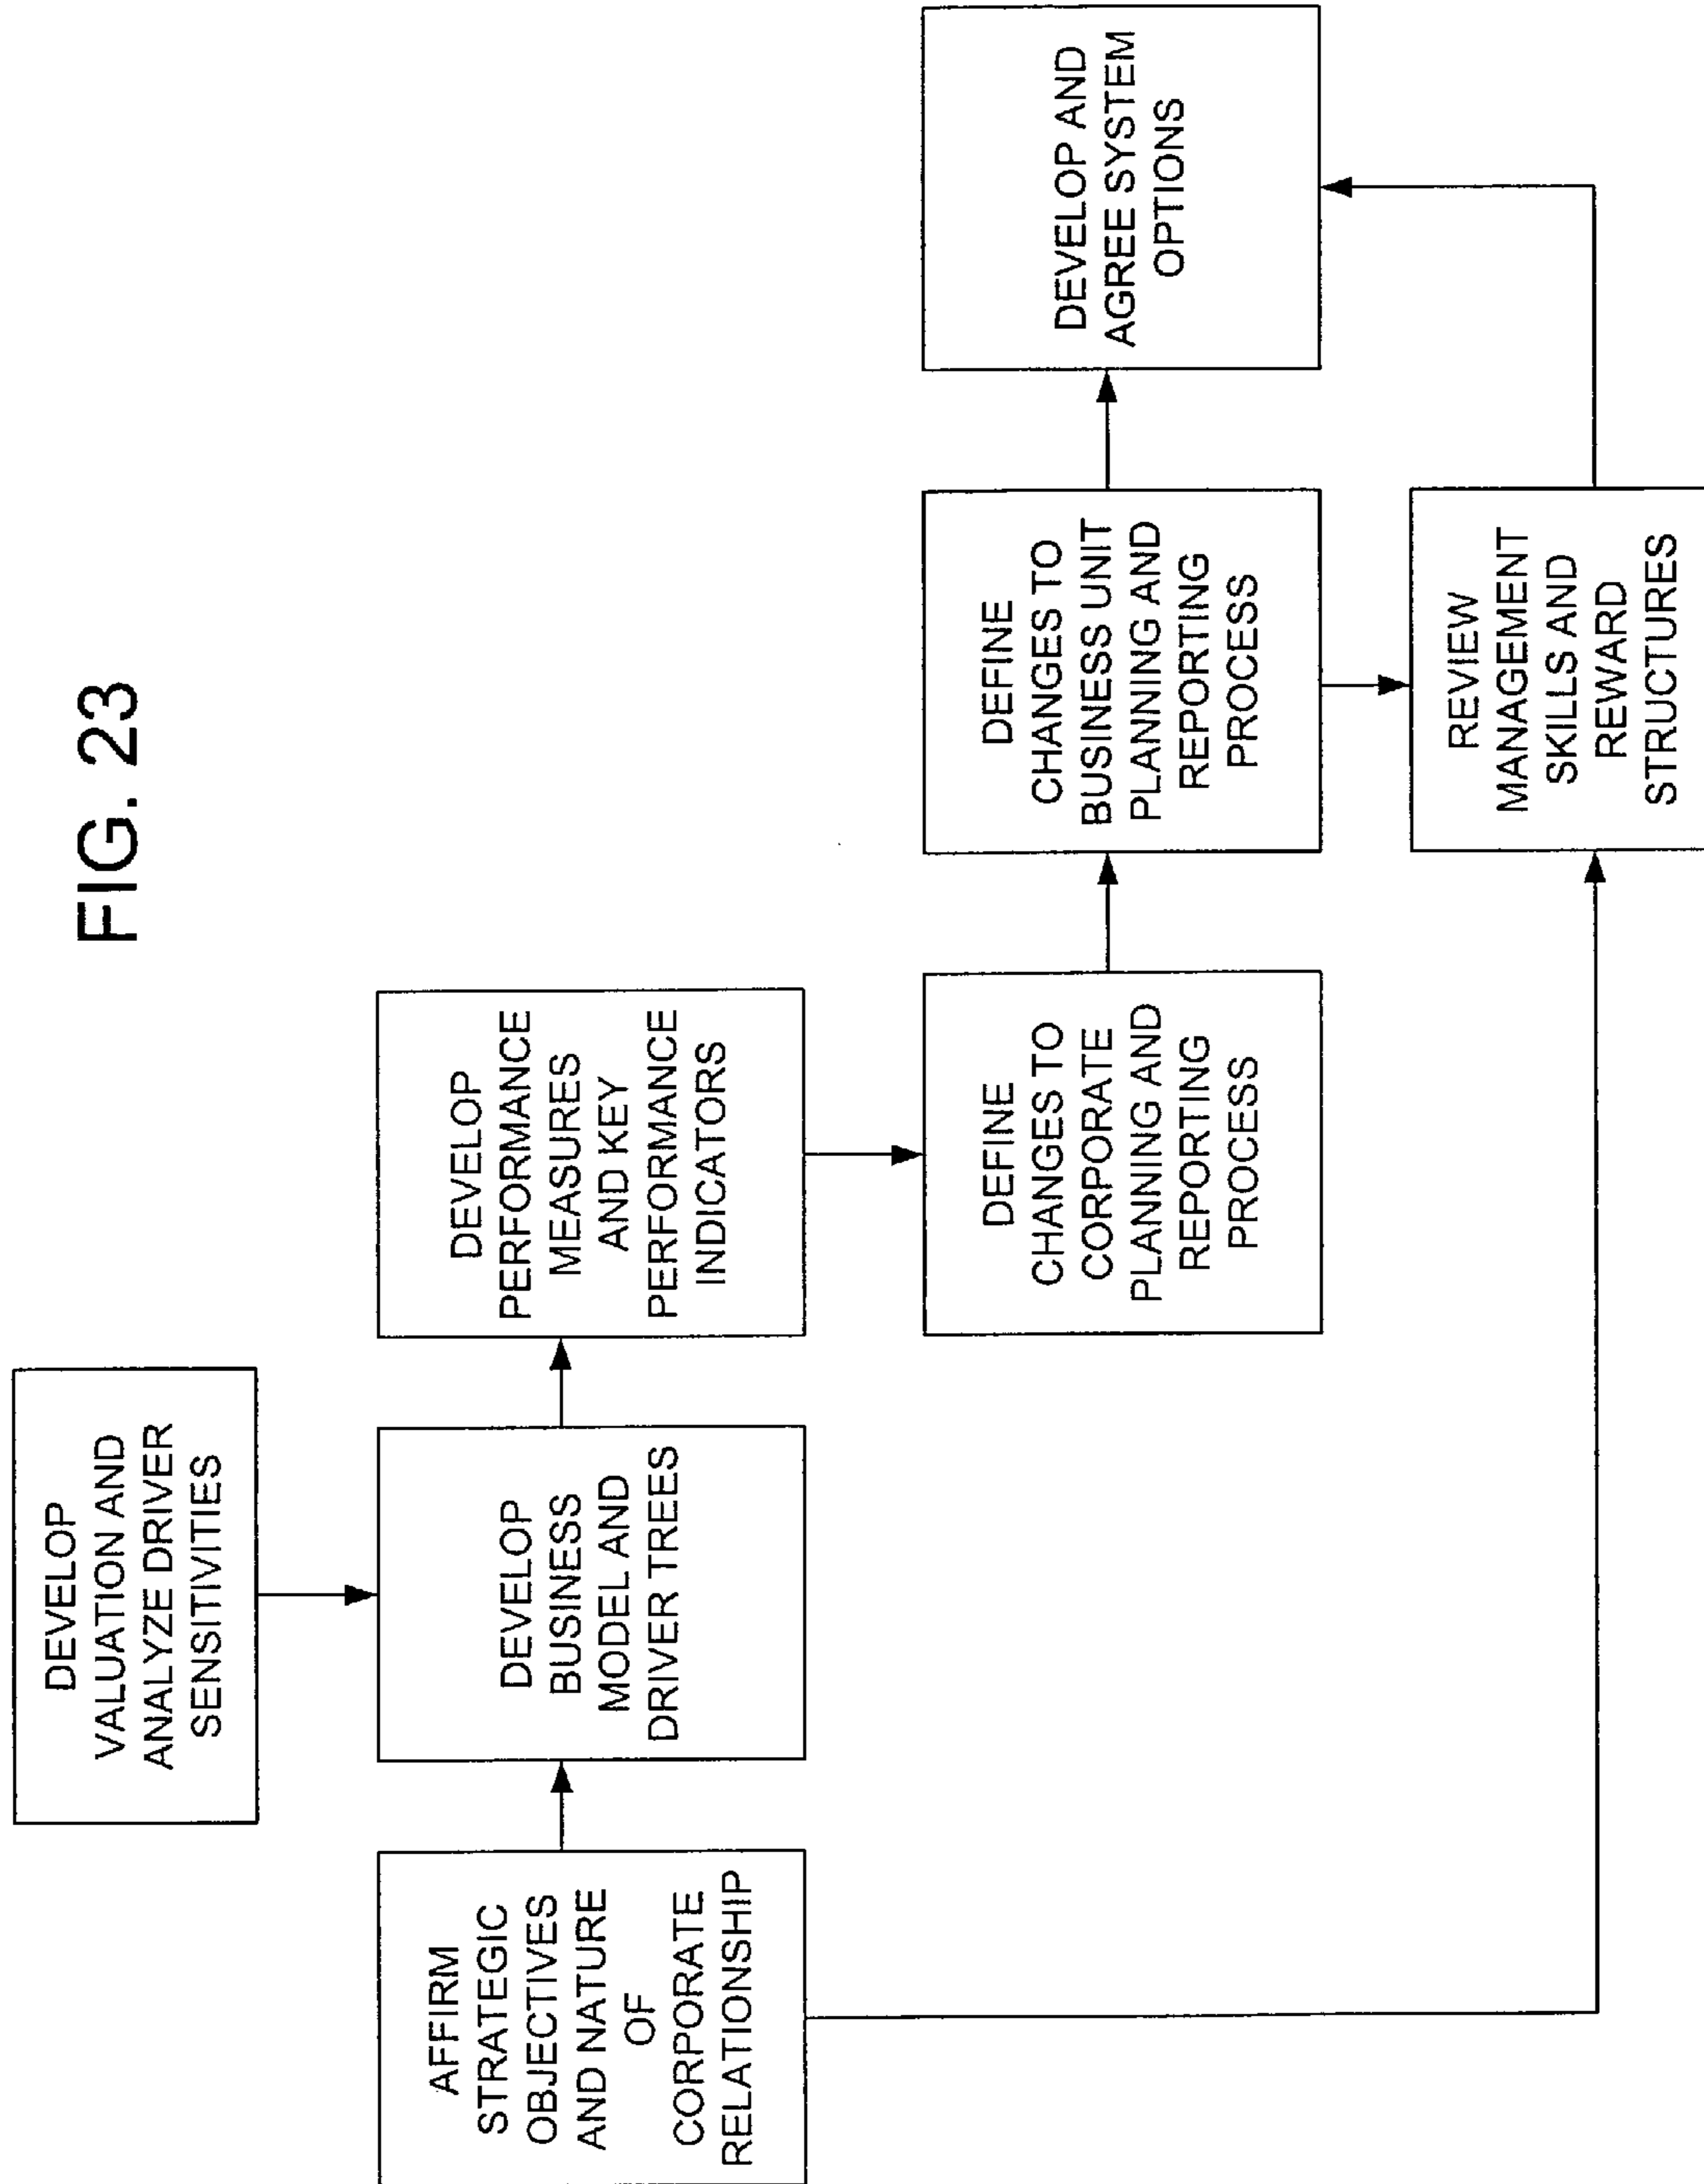 FIG. 23
DEVELOP
VALUATION AND
ANALYZE DRIVER
SENSITIVITIES
AFFIRM
STRATEGIC
OBJECTIVES
AND NATURE
OF
CORPORATE
RELATIONSHIP
DEVELOP
BUSINESS
MODEL AND
DRIVER TREES
DEVELOP
PERFORMANCE
MEASURES
AND KEY
PERFORMANCE
INDICATORS
DEFINE
CHANGES TO
CORPORATE
PLANNING AND
REPORTING
PROCESS
DEFINE
CHANGES TO
BUSINESS UNIT
PLANNING AND
REPORTING
PROCESS
DEVELOP AND
AGREE SYSTEM
OPTIONS
REVIEW
MANAGEMENT
SKILLS AND
REWARD
STRUCTURES